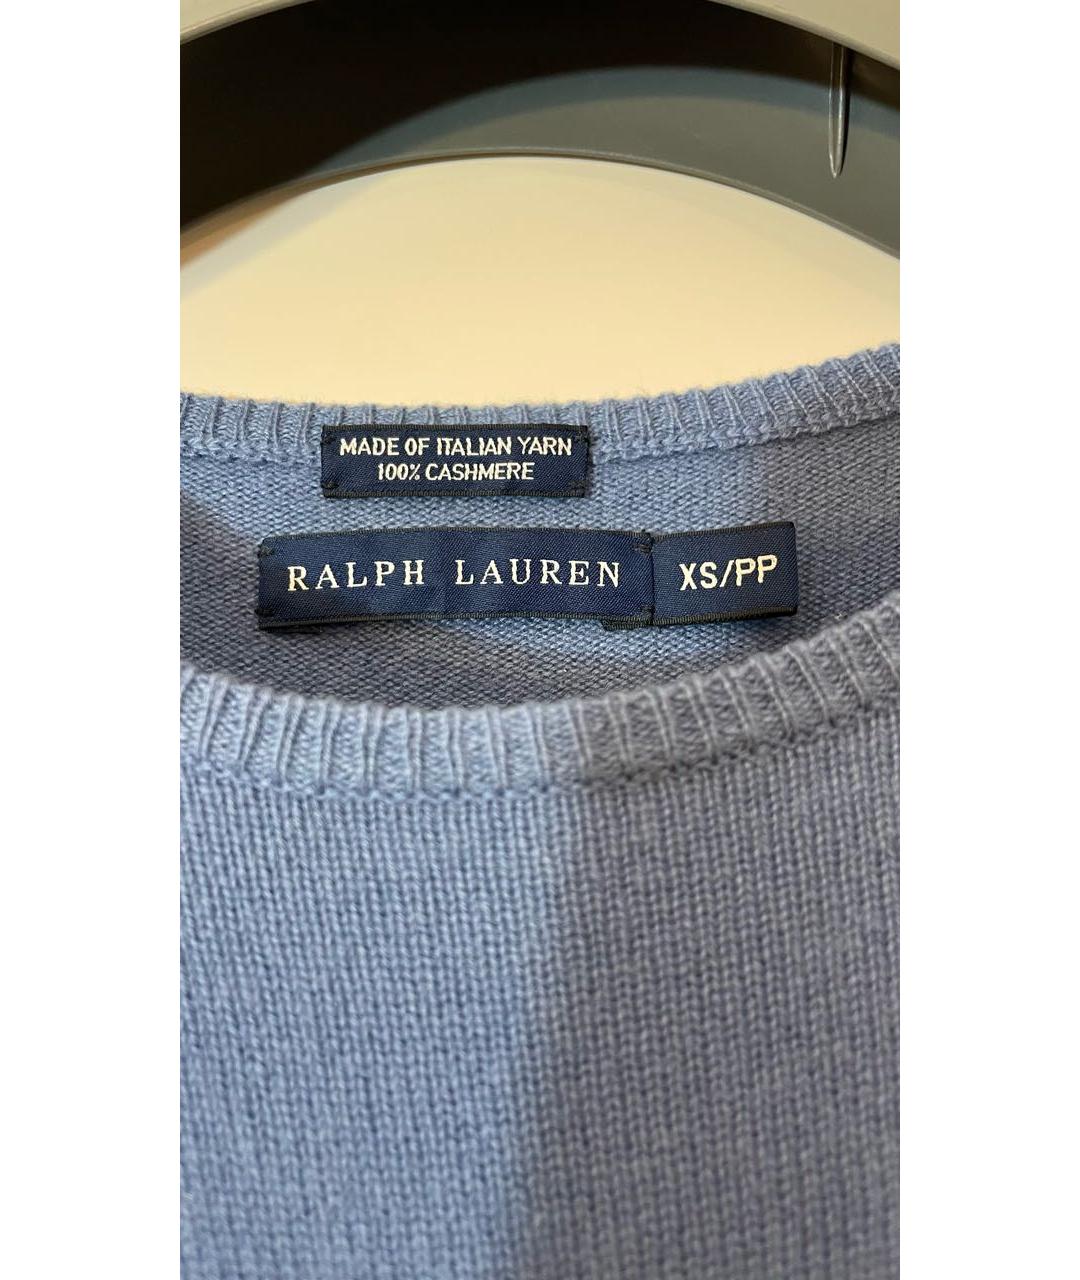 MADE OF ITALIAN YARN
100% CASHMERE
RALPH LAUREN XS/PP